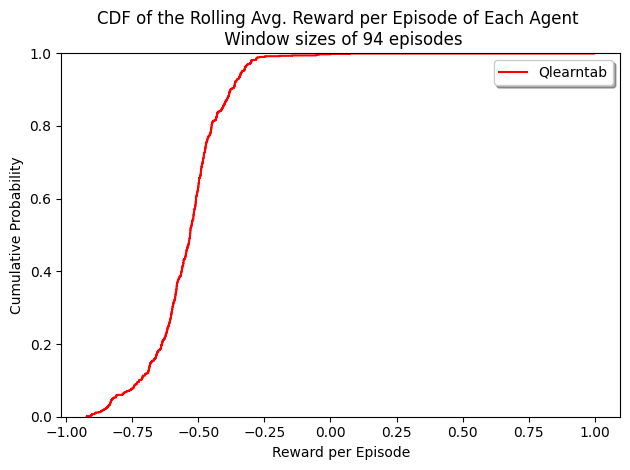 CDF of the Rolling Avg. Reward per Episode of Each Agent
Window sizes of 94 episodes
Qlearntab
Cumulative Probability
1.0
0.8
0.6
0.4
0.2
0.0
−1.00 −0.75 −0.50 −0.25 0.00 0.25 0.50 0.75 1.00
Reward per Episode